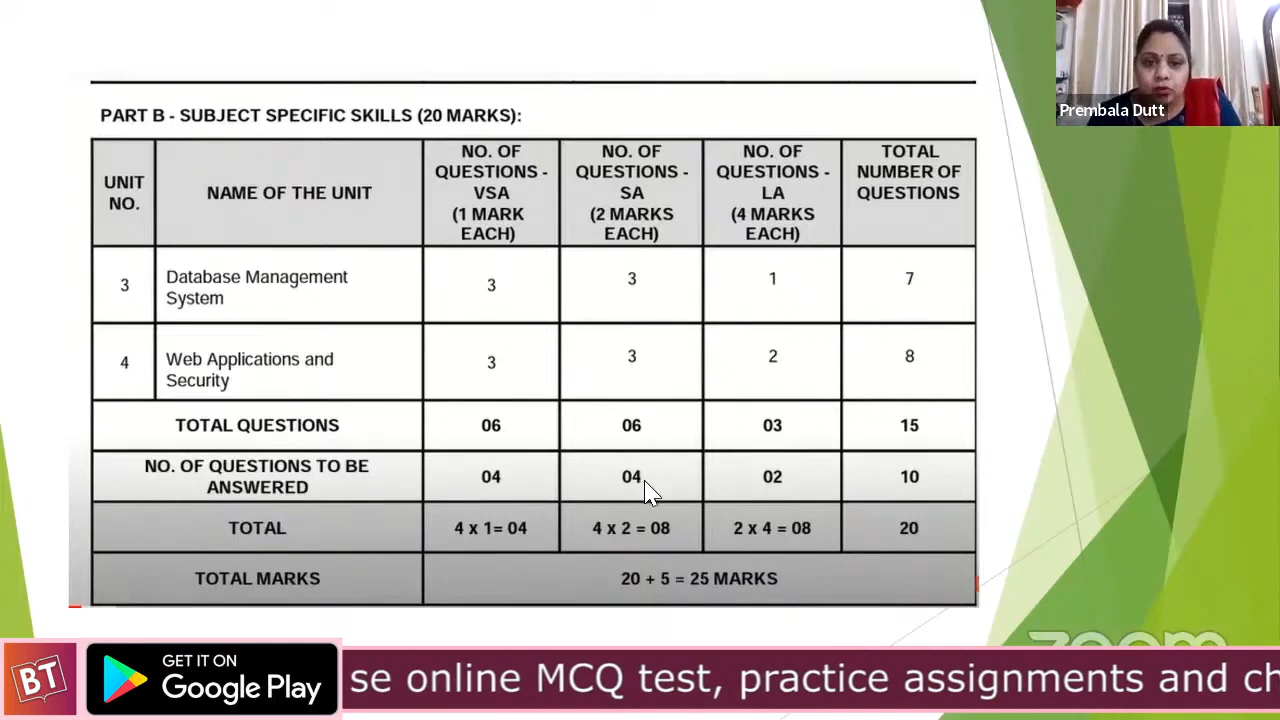 Prembala Dutt
PART B - SUBJECT SPECIFIC SKILLS (20 MARKS):
UNIT NO.
NAME OF THE UNIT
NO. OF QUESTIONS - VSA (1 MARK EACH)
NO. OF QUESTIONS - SA (2 MARKS EACH)
NO. OF QUESTIONS - LA (4 MARKS EACH)
TOTAL NUMBER OF QUESTIONS
3 Database Management System 3 3 1 7
4 Web Applications and Security 3 3 2 8
TOTAL QUESTIONS 06 06 03 15
NO. OF QUESTIONS TO BE ANSWERED 04 04 02 10
TOTAL 4 x 1= 04 4 x 2 = 08 2 x 4 = 08 20
TOTAL MARKS 20 + 5 = 25 MARKS
zoom
BT
GET IT ON
Google Play
se online MCQ test, practice assignments and ch